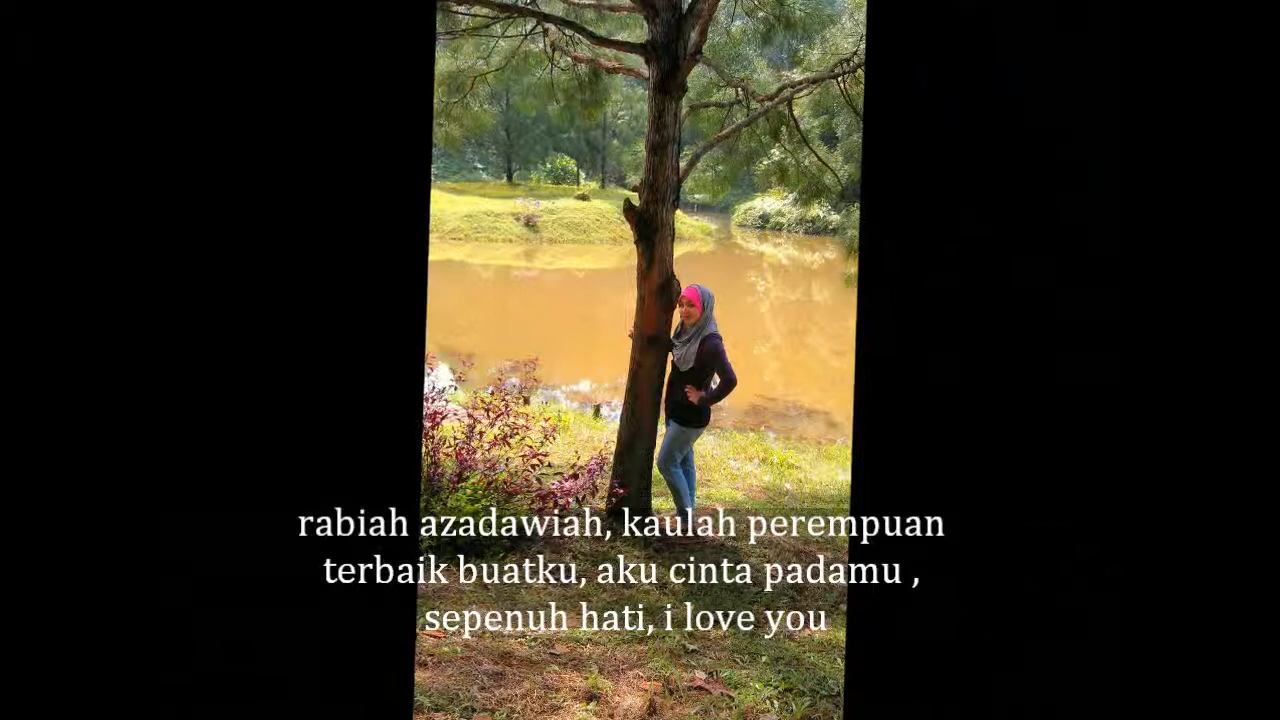 rabiah azadawiah, kaulah perempuan
terbaik buatku, aku cinta padamu ,
sepenuh hati, i love you